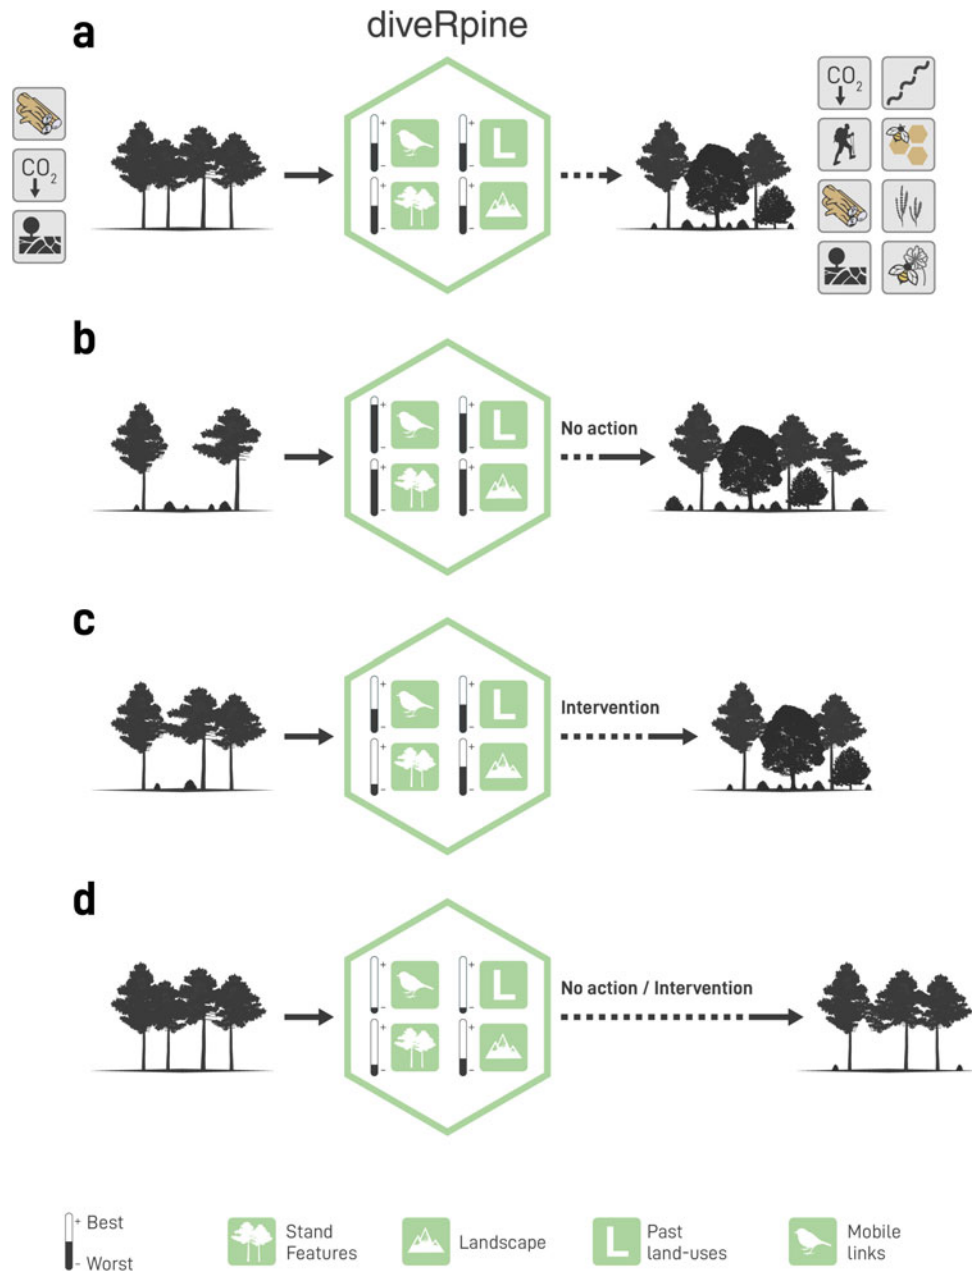 a
diveRpine
CO2
CO2
+
+
L
-
-
+
+
-
-
b
+
+
L
No action
-
-
+
+
-
-
c
+
+
L
Intervention
-
-
+
+
-
-
d
+
+
L
No action / Intervention
-
-
+
+
-
-
+ Best
- Worst
Stand
Features
Landscape
L
Past
land-uses
Mobile
links